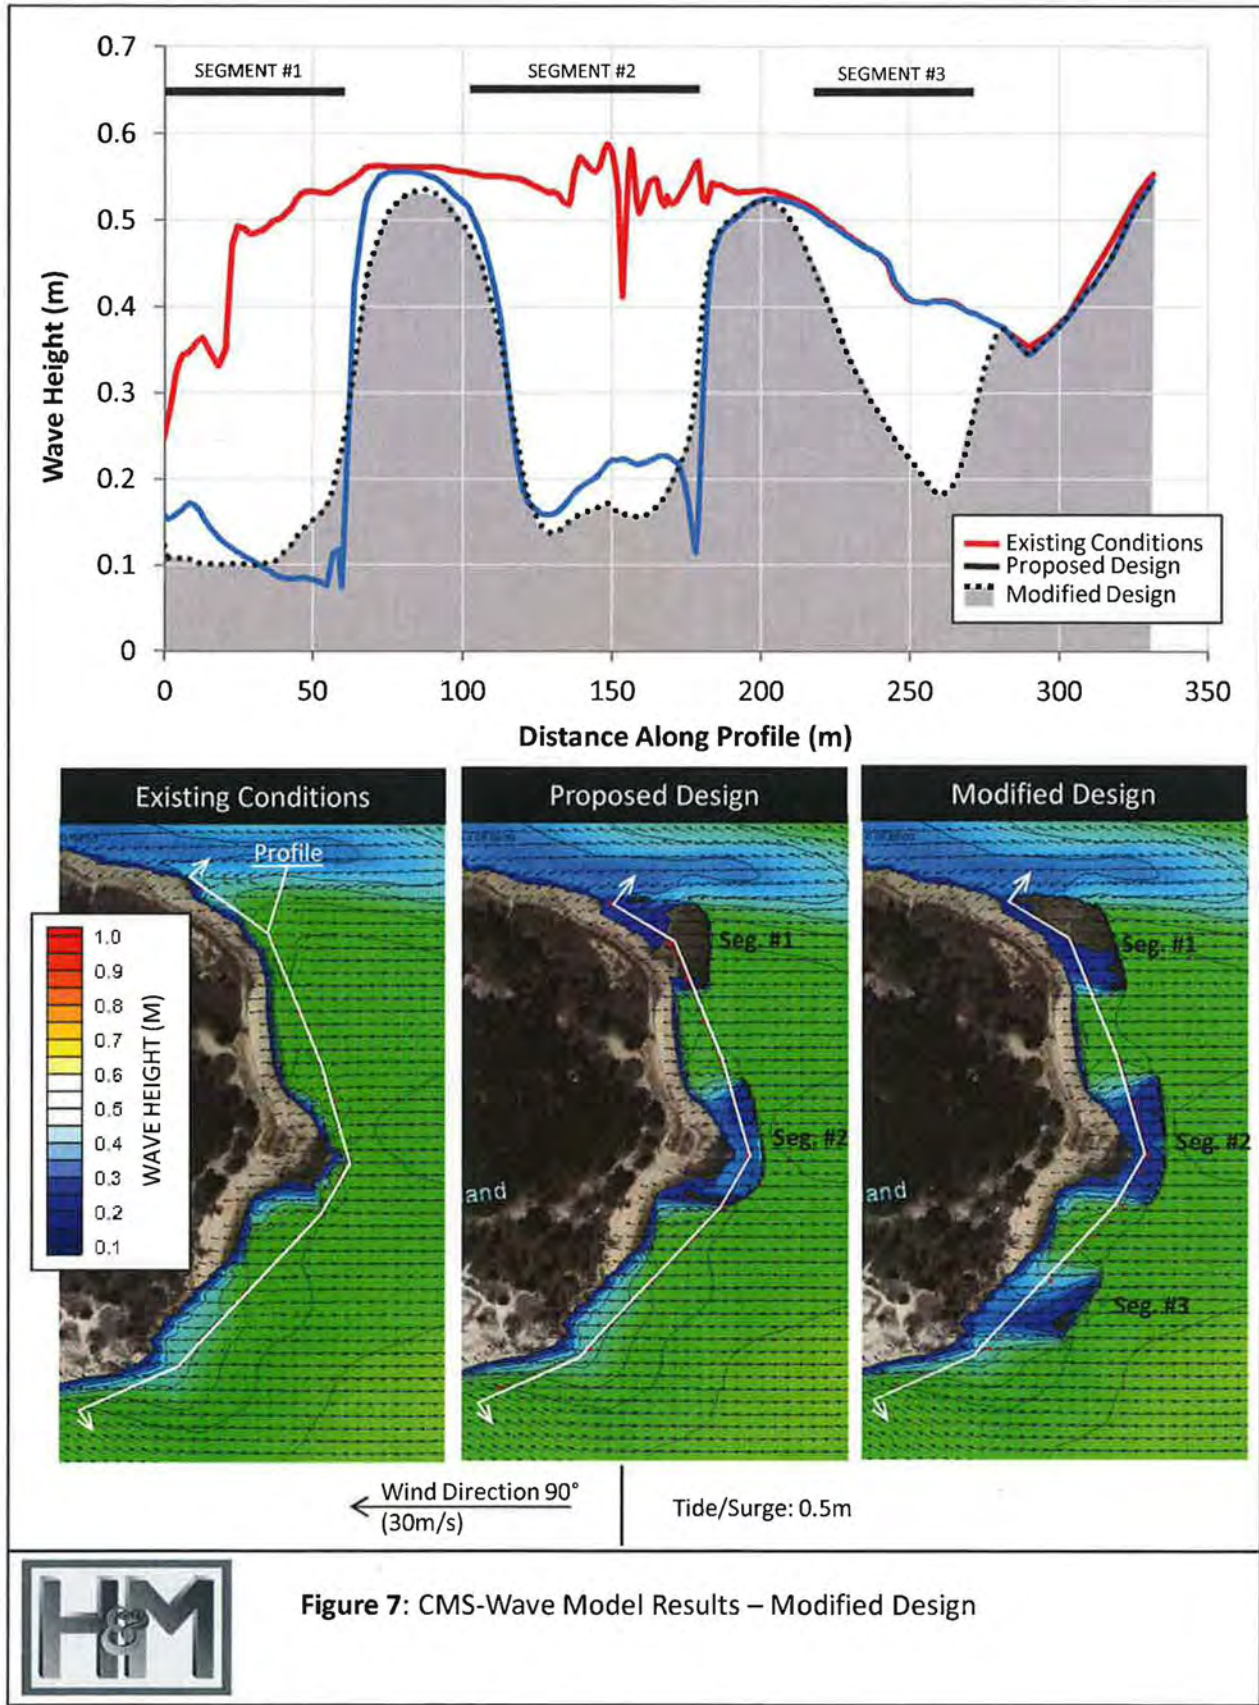 0.7
0.6
0.5
0.4
0.3
0.2
0.1
0
Wave Height (m)
SEGMENT #1
SEGMENT #2
SEGMENT #3
Existing Conditions
Proposed Design
Modified Design
0 50 100 150 200 250 300 350
Distance Along Profile (m)
Existing Conditions
Proposed Design
Modified Design
Profile
1.0
0.9
0.8
0.7
0.6
0.5
0.4
0.3
0.2
0.1
WAVE HEIGHT (M)
Seg. #1
Seg. #2
and
Seg. #1
Seg. #2
and
Seg. #3
Wind Direction 90°
(30m/s)
Tide/Surge: 0.5m
H&M
Figure 7: CMS-Wave Model Results – Modified Design